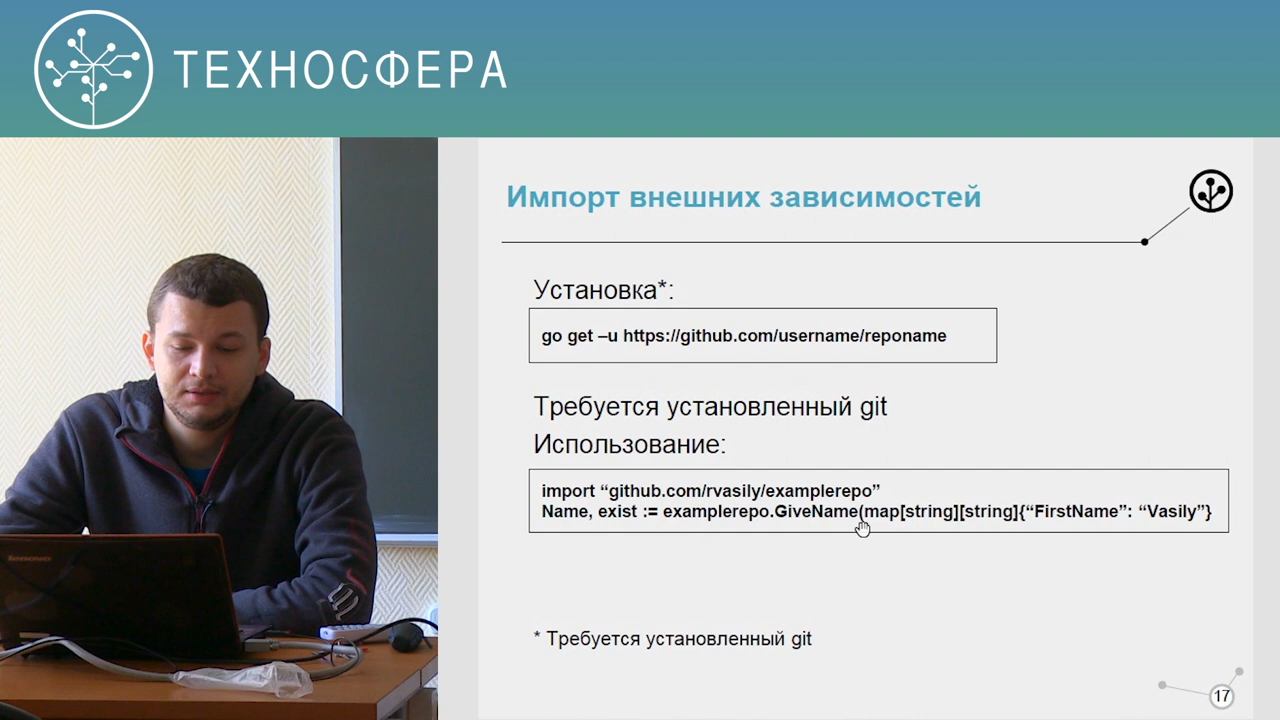 ТЕХНОСФЕРА
Импорт внешних зависимостей
Установка*:
go get –u https://github.com/username/reponame
Требуется установленный git
Использование:
import “github.com/rvasily/examplerepo”
Name, exist := examplerepo.GiveName(map[string][string]{“FirstName”: “Vasily”}
* Требуется установленный git
17
lenovo